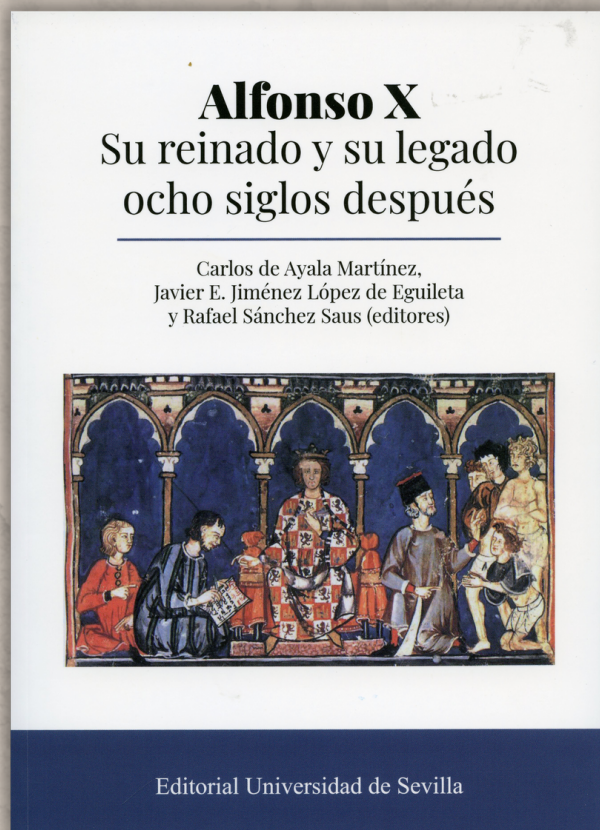 Alfonso X
Su reinado y su legado
ocho siglos después
Carlos de Ayala Martínez,
Javier E. Jiménez López de Eguileta
y Rafael Sánchez Saus (editores)
Editorial Universidad de Sevilla